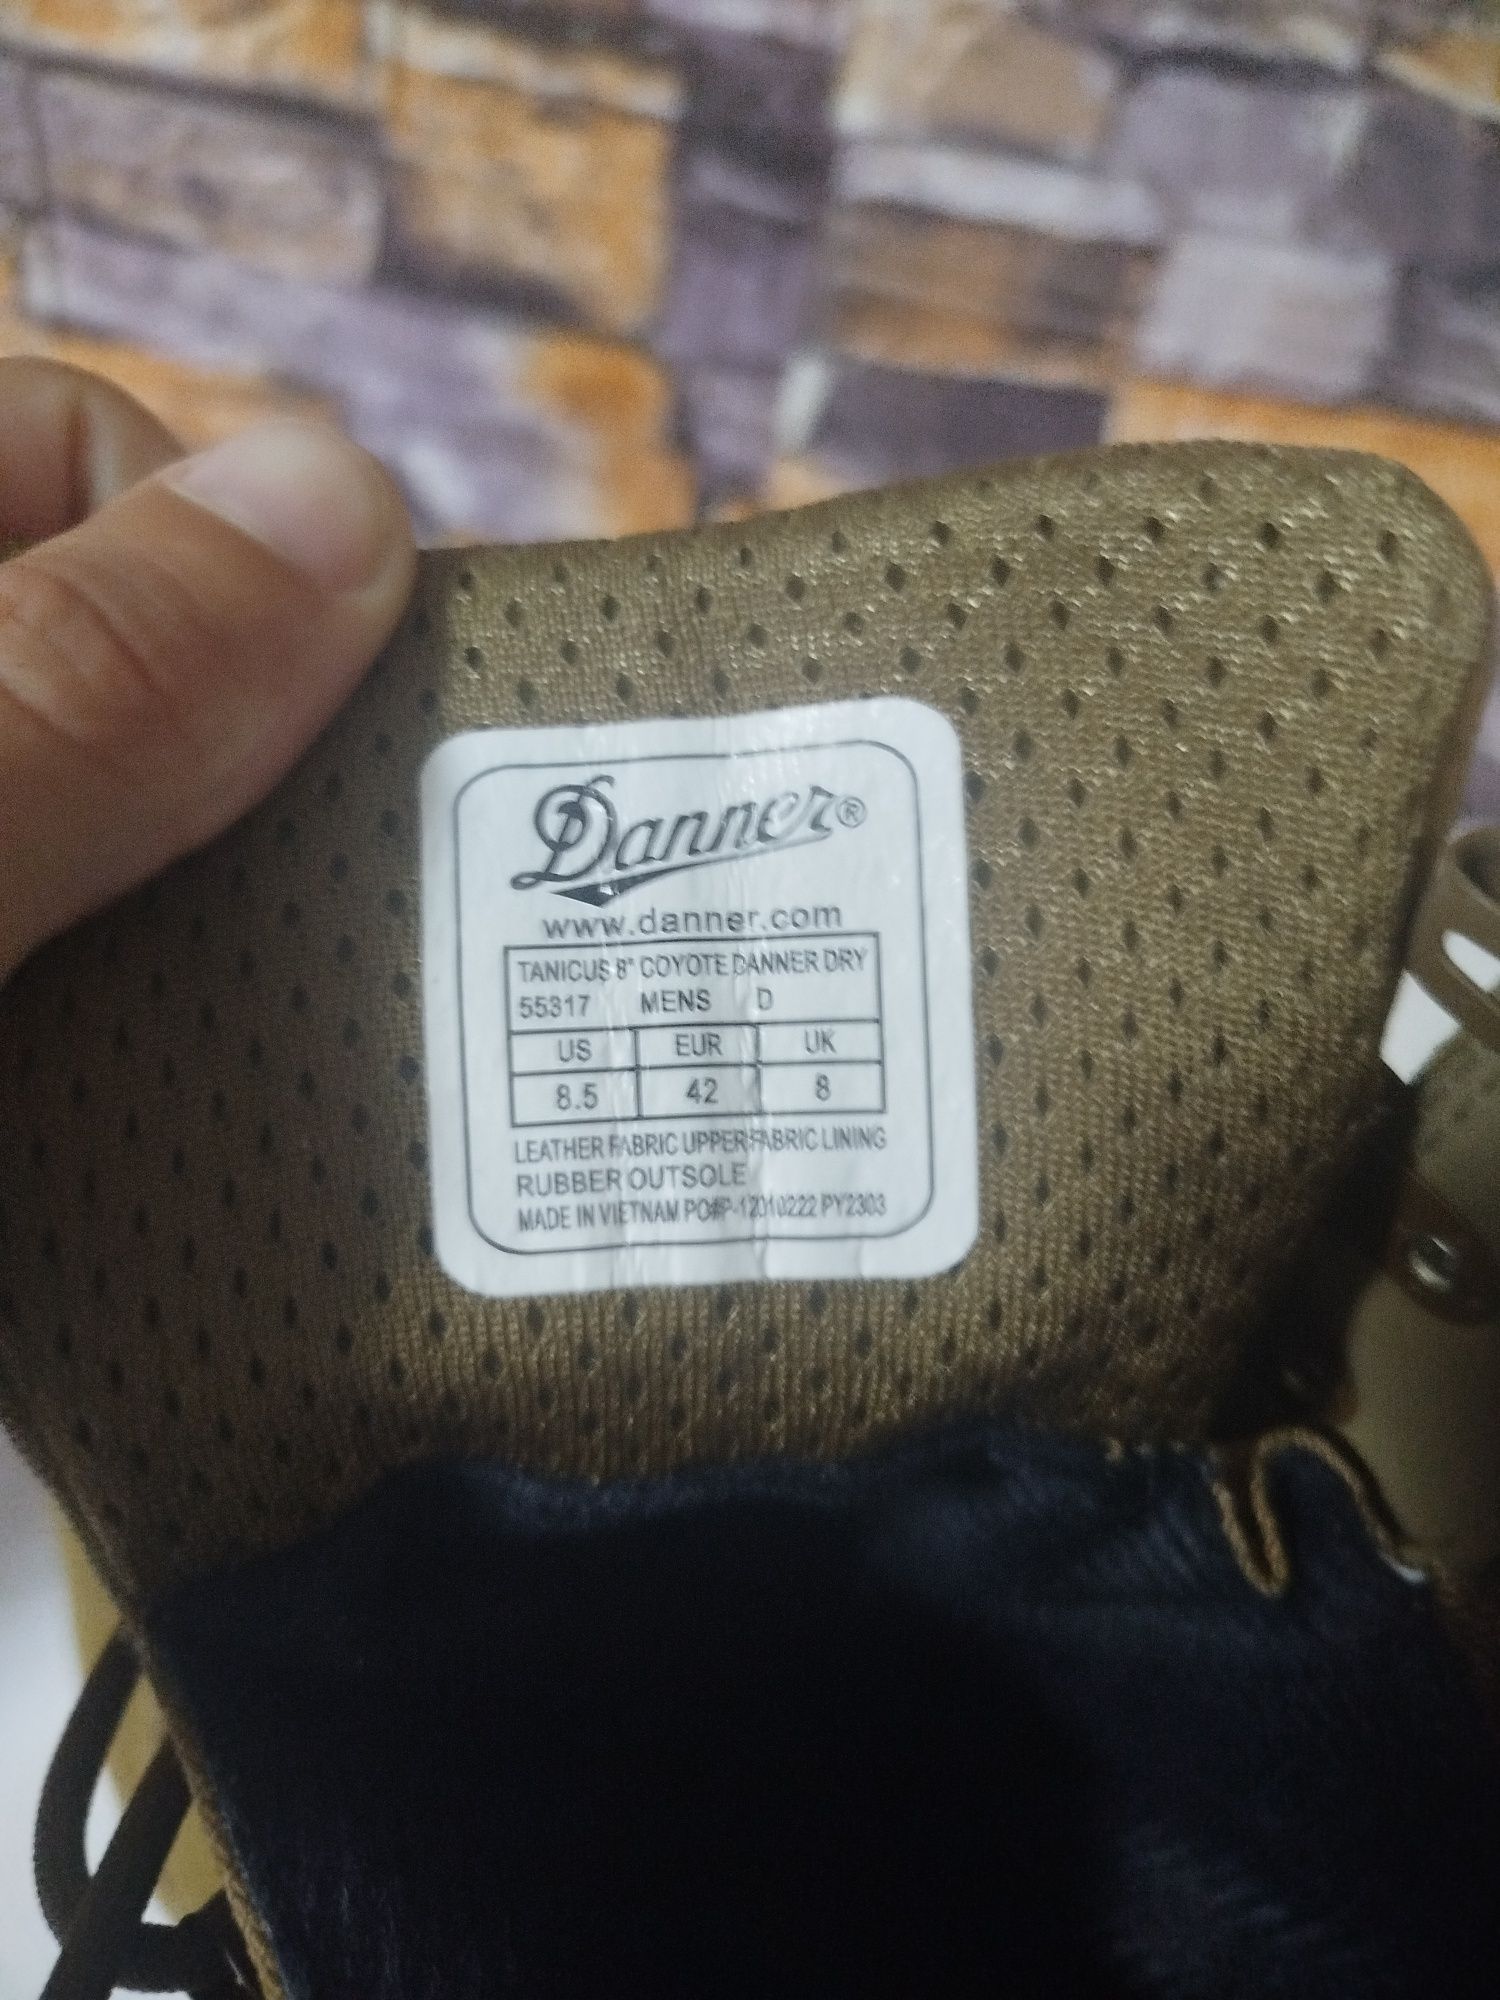 Danner®
www.danner.com
TANICUS 8" COYOTE DANNER DRY
55317 MENS D
US EUR UK
8.5 42 8
LEATHER FABRIC UPPER FABRIC LINING
RUBBER OUTSOLE
MADE IN VIETNAM PO#P-12010222 PY2303